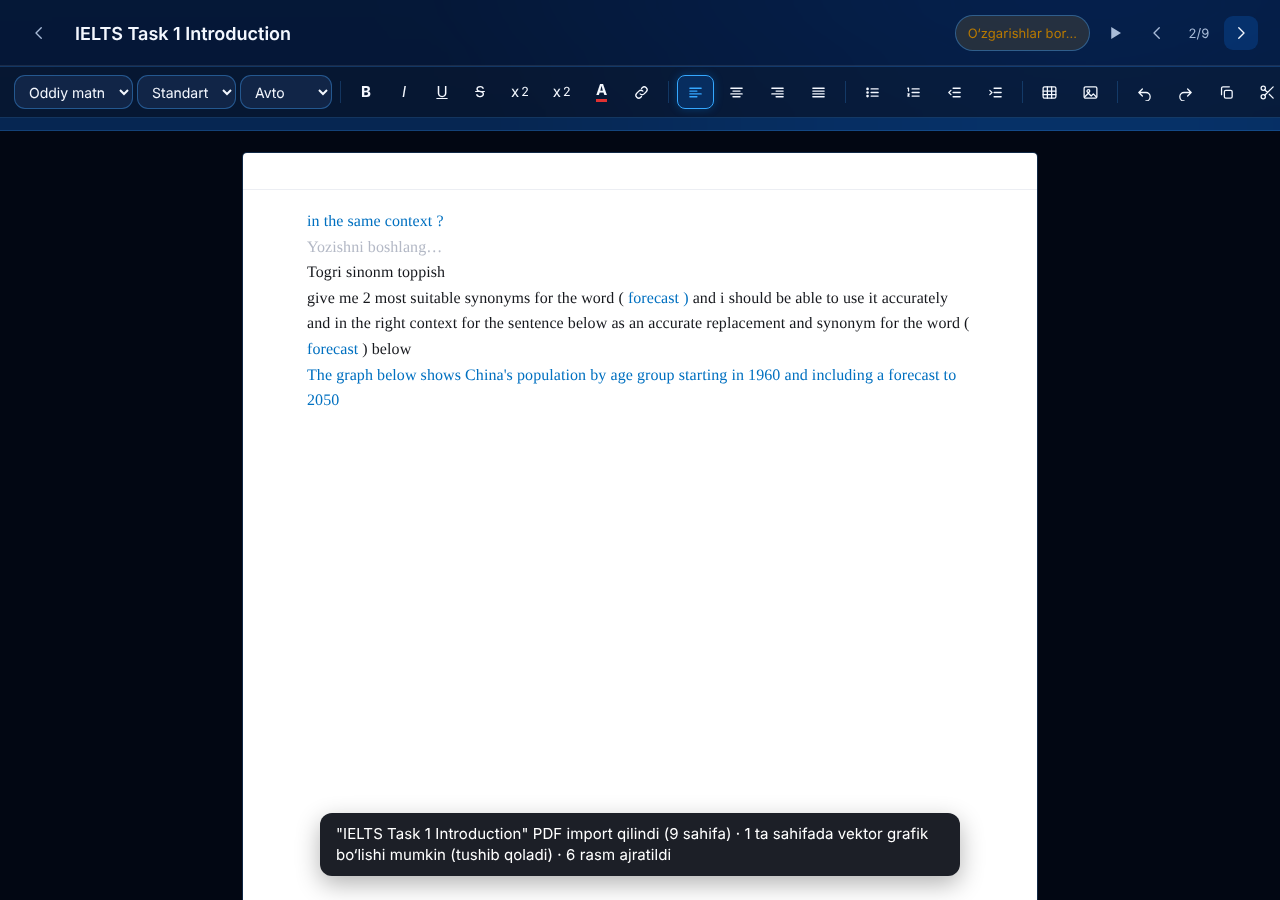 IELTS Task 1 Introduction
O'zgarishlar bor...
2/9
Oddiy matn
Standart
Avto
B I U S x2 x2 A
in the same context ?
Yozishni boshlang…
Togri sinonm toppish
give me 2 most suitable synonyms for the word ( forecast ) and i should be able to use it accurately
and in the right context for the sentence below as an accurate replacement and synonym for the word (
forecast ) below
The graph below shows China's population by age group starting in 1960 and including a forecast to
2050
"IELTS Task 1 Introduction" PDF import qilindi (9 sahifa) · 1 ta sahifada vektor grafik
boʻlishi mumkin (tushib qoladi) · 6 rasm ajratildi